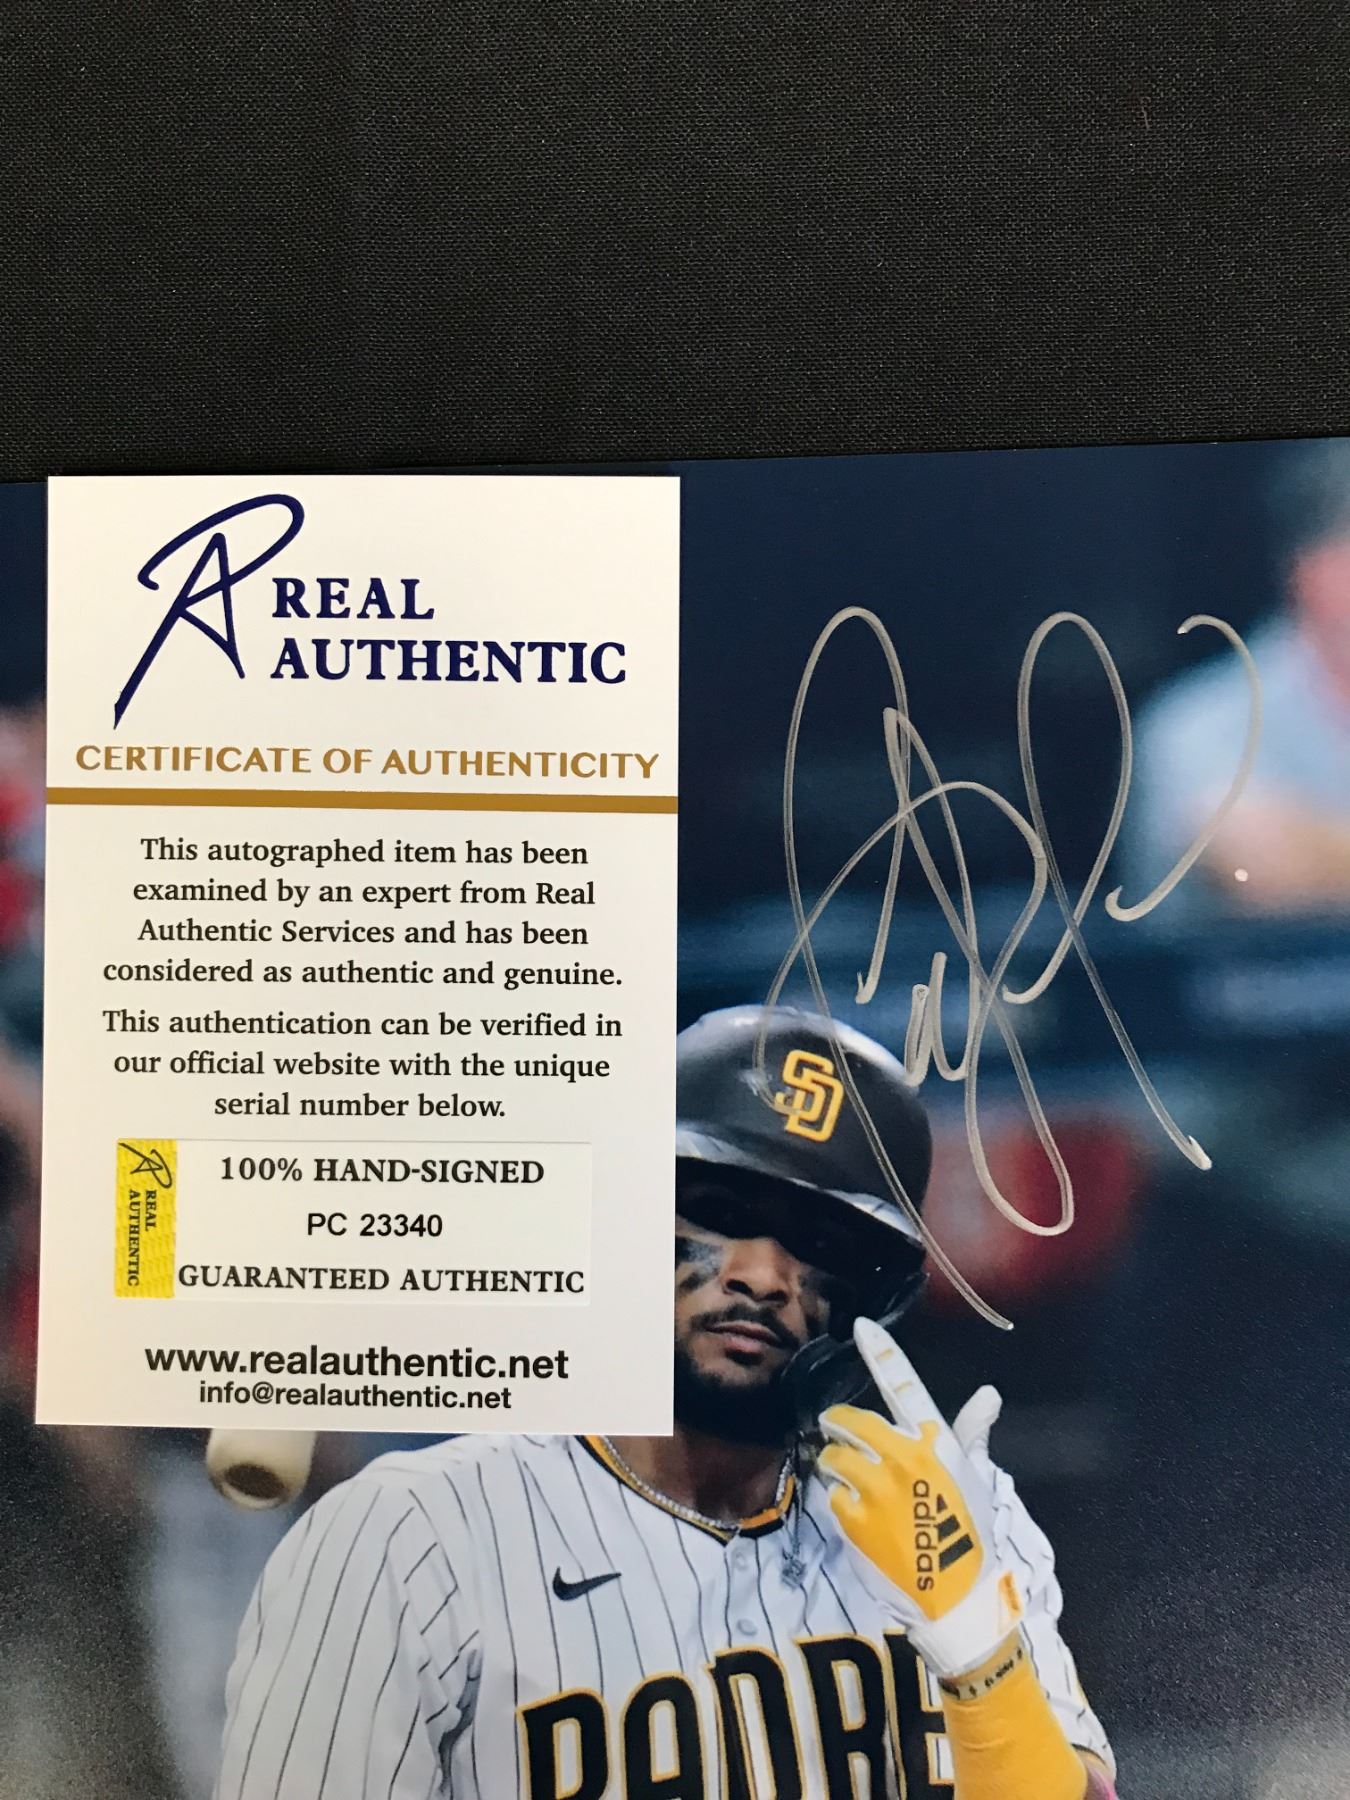 REAL
AUTHENTIC
CERTIFICATE OF AUTHENTICITY
This autographed item has been
examined by an expert from Real
Authentic Services and has been
considered as authentic and genuine.
This authentication can be verified in
our official website with the unique
serial number below.
REAL
AUTHENTIC
100% HAND-SIGNED
PC 23340
GUARANTEED AUTHENTIC
www.realauthentic.net
info@realauthentic.net
SD
adidas
PADRE